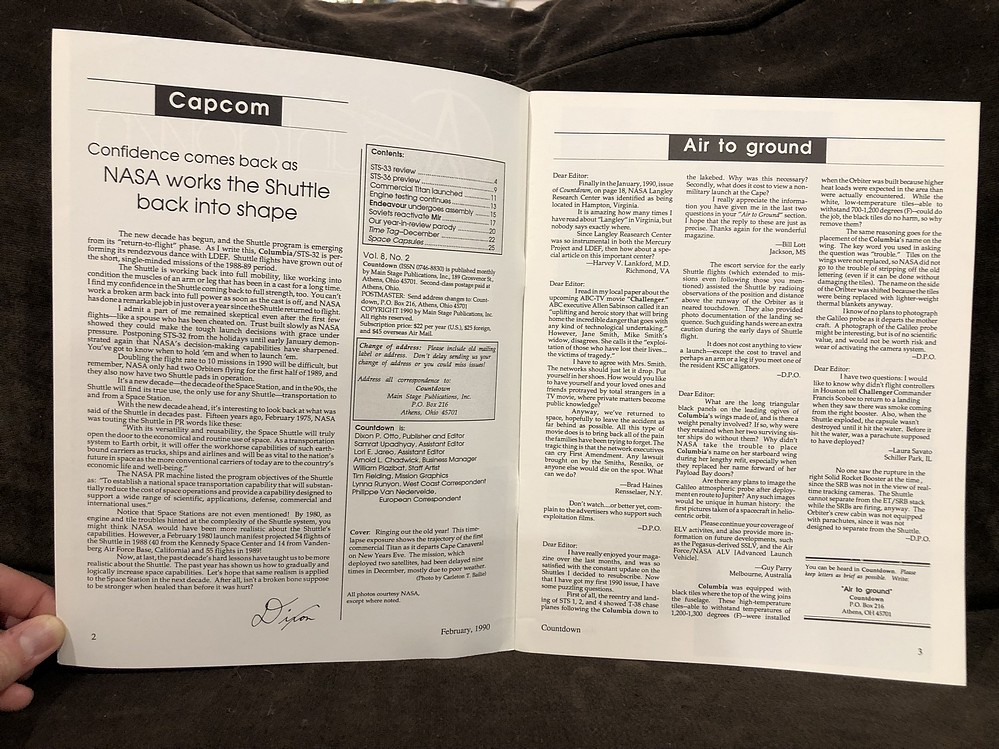 Capcom
Confidence comes back as
NASA works the Shuttle
back into shape
The new decade has begun, and the Shuttle program is emerging
from its "return-to-flight" phase. As I write this, Columbia/STS-32 is per-
forming its rendezvous dance with LDEF. Shuttle flights have grown out of
the short, single-minded missions of the 1988-89 period.
The Shuttle is working back into full mobility, like working into
condition the muscles of an arm or leg that has been in a cast for a long time.
I find my confidence in the Shuttle coming back to full strength, too. You can't
work a broken arm back into full power as soon as the cast is off, and NASA
has done a remarkable job in just over a year since the Shuttle returned to flight.
I admit a part of me remained skeptical even after the first few
flights—like a spouse who has been cheated on. Trust built slowly as NASA
showed they could make the tough launch decisions with grace under
pressure. Postponing STS-32 from the holidays until early January demon-
strated again that NASA's decision-making capabilities have sharpened.
You've got to know when to hold 'em and when to launch 'em.
Doubling the flight rate to 10 missions in 1990 will be difficult, but
remember, NASA only had two Orbiters flying for the first half of 1989, and
they also now have two Shuttle pads in operation.
It's a new decade—the decade of the Space Station, and in the 90s, the
Shuttle will find its true use, the only use for any Shuttle—transportation to
and from a Space Station.
With the new decade ahead, it's interesting to look back at what was
said of the Shuttle in decades past. Fifteen years ago, February 1975, NASA
was touting the Shuttle in PR words like these:
"With its versatility and reusability, the Space Shuttle will truly
open the door to the economical and routine use of space. As a transportation
system to Earth orbit, it will offer the workhorse capabilities of such earth-
bound carriers as trucks, ships and airlines and will be as vital to the nation's
future in space as the more conventional carriers of today are to the country's
economic life and well-being."
The NASA PR machine listed the program objectives of the Shuttle
as: "To establish a national space transportation capability that will substan-
tially reduce the cost of space operations and provide a capability designed to
support a wide range of scientific, applications, defense, commercial and
international uses."
Notice that Space Stations are not even mentioned! By 1980, as
engine and tile troubles hinted at the complexity of the Shuttle system, you
might think NASA would have been more realistic about the Shuttle's
capabilities. However, a February 1980 launch manifest projected 54 flights of
the Shuttle in 1988 (40 from the Kennedy Space Center and 14 from Vanden-
berg Air Force Base, California) and 55 flights in 1989!
Now, at last, the past decade's hard lessons have taught us to be more
realistic about the Shuttle. The past year has shown us how to gradually and
logically increase space capabilities. Let's hope that same realism is applied
to the Space Station in the next decade. After all, isn't a broken bone suppose
to be stronger when healed than before it was hurt?
Dixon
2
Contents:
STS-33 review 4
STS-36 preview 9
Commercial Titan launched 11
Engine testing continues 13
Endeavour undergoes assembly 15
Soviets reactivate Mir 17
Our year-in-review parody 20
Time Tag–December 22
Space Capsules 25
Vol. 8, No. 2
Countdown (ISSN 0746-8830) is published monthly
by Main Stage Publications, Inc., 189 Grosvenor St.,
Athens, Ohio 45701. Second-class postage paid at
Athens, Ohio.
POSTMASTER: Send address changes to: Count-
down, P.O. Box 216, Athens, Ohio 45701.
COPYRIGHT 1990 by Main Stage Publications, Inc.
All rights reserved.
Subscription price: $22 per year (U.S.), $25 foreign,
and $45 overseas Air Mail.
Change of address: Please include old mailing
label or address. Don't delay sending us your
change of address or you could miss issues!
Address all correspondence to:
Countdown
Main Stage Publications, Inc.
P.O. Box 216
Athens, Ohio 45701
Countdown is:
Dixon P. Otto, Publisher and Editor
Samrat Upadhyay, Assistant Editor
Lori E. Jareo, Assistant Editor
Arnold L. Chadwick, Business Manager
William Plazibat, Staff Artist
Tim Fielding, Mission Graphics
Lynna Runyon, West Coast Correspondent
Philippe Van Nedervelde,
European Correspondent
Cover: Ringing out the old year! This time-
lapse exposure shows the trajectory of the first
commercial Titan as it departs Cape Canaveral
on New Years Eve. The mission, which
deployed two satellites, had been delayed nine
times in December, mostly due to poor weather.
(Photo by Carleton T. Bailie)
All photos courtesy NASA,
except where noted.
February, 1990
Air to ground
Dear Editor:
Finally in the January, 1990, issue
of Countdown, on page 18, NASA Langley
Research Center was identified as being
located in Hampton, Virginia.
It is amazing how many times I
have read about "Langley" in Virginia, but
nobody says exactly where.
Since Langley Reasearch Center
was so instrumental in both the Mercury
Project and LDEF, then how about a spe-
cial article on this important center?
—Harvey V. Lankford, M.D.
Richmond, VA
Dear Editor:
I read in my local paper about the
upcoming ABC-TV movie "Challenger."
ABC executive Allen Sabinson called it an
"uplifting and heroic story that will bring
home the incredible danger that goes with
any kind of technological undertaking."
However, Jane Smith, Mike Smith's
widow, disagrees. She calls it the "exploi-
tation of those who have lost their lives...
the victims of tragedy."
I have to agree with Mrs. Smith.
The networks should just let it drop. Put
yourself in her shoes. How would you like
to have yourself and your loved ones and
friends portrayed by total strangers in a
TV movie, where private matters become
public knowledge?
Anyway, we've returned to
space, hopefully to leave the accident as
far behind as possible. All this type of
movie does is to bring back all of the pain
the families have been trying to forget. The
tragic thing is that the network executives
can cry First Amendment. Any lawsuit
brought on by the Smiths, Resniks, or
anyone else would die on the spot. What
can we do?
—Brad Haines
Rensselaer, N.Y.
Don't watch...or better yet, com-
plain to the advertisers who support such
exploitation films.
—D.P.O.
Dear Editor:
I have really enjoyed your maga-
zine over the last months, and was so
satisfied with the constant update on the
Shuttles I decided to resubscribe. Now
that I have got my first 1990 issue, I have
some puzzling questions.
First of all, the reentry and land-
ing of STS 1, 2, and 4 showed T-38 chase
planes following the Columbia down to
Countdown
the lakebed. Why was this necessary?
Secondly, what does it cost to view a non-
military launch at the Cape?
I really appreciate the informa-
tion you have given me in the last two
questions in your "Air to Ground" section.
I hope that the reply to these are just as
precise. Thanks again for the wonderful
magazine.
—Bill Lott
Jackson, MS
The escort service for the early
Shuttle flights (which extended to mis-
sions even following those you men-
tioned) assisted the Shuttle by radioing
observations of the position and distance
above the runway of the Orbiter as it
neared touchdown. They also provided
photo documentation of the landing se-
quence. Such guiding hands were an extra
caution during the early days of Shuttle
flight.
It does not cost anything to view
a launch—except the cost to travel and
perhaps an arm or a leg if you meet one of
the resident KSC alligators.
—D.P.O.
Dear Editor:
What are the long triangular
black panels on the leading ogives of
Columbia's wings made of, and is there a
weight penalty involved? If so, why were
they retained when her two surviving sis-
ter ships do without them? Why didn't
NASA take the trouble to place
Columbia's name on her starboard wing
during her lengthy refit, especially when
they replaced her name forward of her
Payload Bay doors?
Are there any plans to image the
Galileo atmospheric probe after deploy-
ment en route to Jupiter? Any such images
would be unique in human history: the
first pictures taken of a spacecraft in helio-
centric orbit.
Please continue your coverage of
ELV activites, and also provide more in-
formation on future developments, such
as the Pegasus-derived SSLV, and the Air
Force/NASA ALV [Advanced Launch
Vehicle].
—Guy Parry
Melbourne, Australia
Columbia was equipped with
black tiles where the top of the wing joins
the fuselage. These high-temperature
tiles–able to withstand temperatures of
1,200-1,300 degrees (F)–were installed
when the Orbiter was built because higher
heat loads were expected in the area than
were actually encountered. While the
white, low-temperature tiles–able to
withstand 700-1,200 degrees (F)–could do
the job, the black tiles do no harm, so why
remove them?
The same reasoning goes for the
placement of the Columbia's name on the
wing. The key word you used in asking
the question was "trouble." Tiles on the
wings were not replaced, so NASA did not
go to the trouble of stripping off the old
lettering (even if it can be done without
damaging the tiles). The name on the side
of the Orbiter was shifted because the tiles
were being replaced with lighter-weight
thermal blankets anyway.
I know of no plans to photograph
the Galileo probe as it departs the mother
craft. A photograph of the Galileo probe
might be interesting, but is of no scientific
value, and would not be worth risk and
wear of activating the camera system.
—D.P.O.
Dear Editor:
I have two questions: I would
like to know why didn't flight controllers
in Houston tell Challenger Commander
Francis Scobee to return to a landing
when they saw there was smoke coming
from the right booster. Also, when the
Shuttle exploded, the capsule wasn't
destroyed until it hit the water. Before it
hit the water, was a parachute supposed
to have deployed?
—Laura Savato
Schiller Park, IL
No one saw the rupture in the
right Solid Rocket Booster at the time,
since the SRB was not in the view of real-
time tracking cameras. The Shuttle
cannot separate from the ET/SRB stack
while the SRBs are firing, anyway. The
Orbiter's crew cabin was not equipped
with parachutes, since it was not
designed to separate from the Shuttle.
—D.P.O.
You can be heard in Countdown. Please
keep letters as brief as possible. Write:
"Air to ground"
Countdown
P.O. Box 216
Athens, OH 45701
3